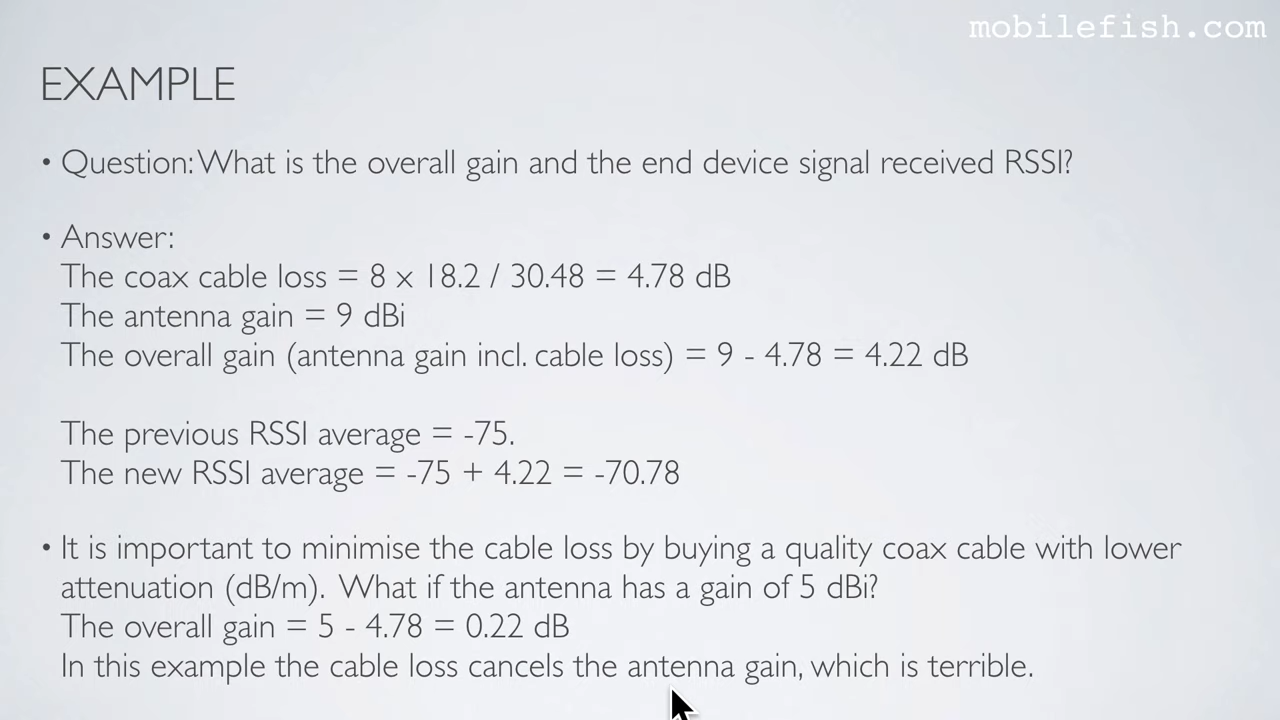 mobilefish.com
EXAMPLE
• Question: What is the overall gain and the end device signal received RSSI?
• Answer:
The coax cable loss = 8 x 18.2 / 30.48 = 4.78 dB
The antenna gain = 9 dBi
The overall gain (antenna gain incl. cable loss) = 9 - 4.78 = 4.22 dB
The previous RSSI average = -75.
The new RSSI average = -75 + 4.22 = -70.78
• It is important to minimise the cable loss by buying a quality coax cable with lower
attenuation (dB/m). What if the antenna has a gain of 5 dBi?
The overall gain = 5 - 4.78 = 0.22 dB
In this example the cable loss cancels the antenna gain, which is terrible.